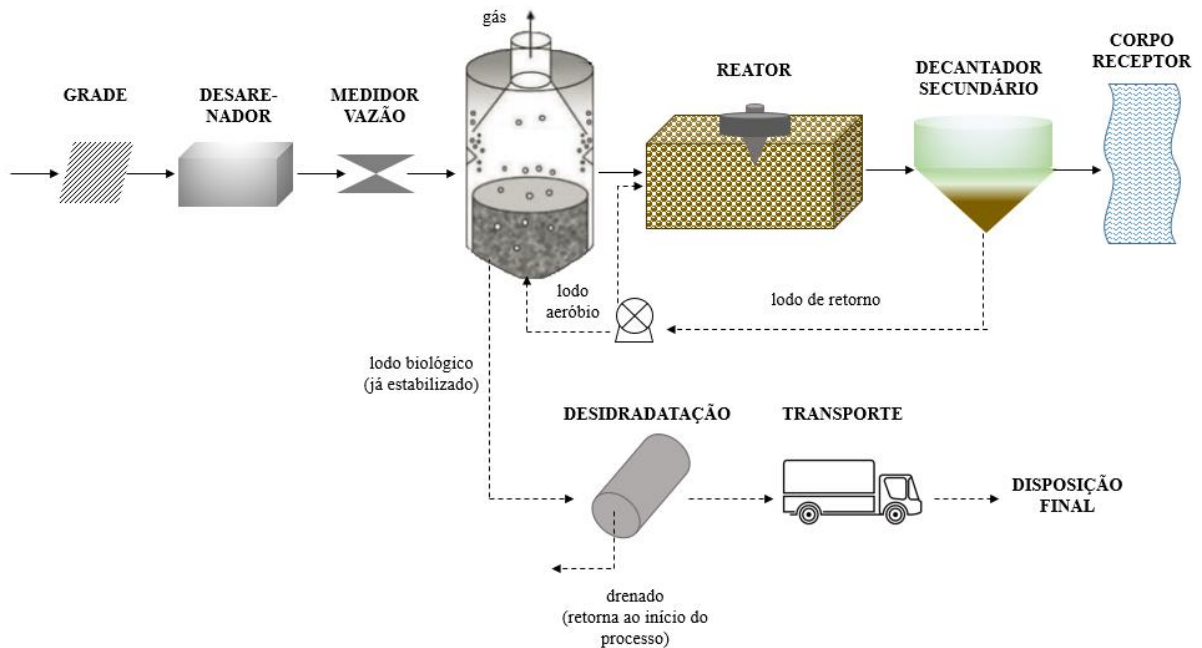 gás
GRADE
DESARE-
NADOR
MEDIDOR
VAZÃO
REATOR
DECANTADOR
SECUNDÁRIO
CORPO
RECEPTOR
lodo
aeróbio
lodo de retorno
lodo biológico
(já estabilizado)
DESIDRADATAÇÃO
TRANSPORTE
DISPOSIÇÃO
FINAL
drenado
(retorna ao início do
processo)